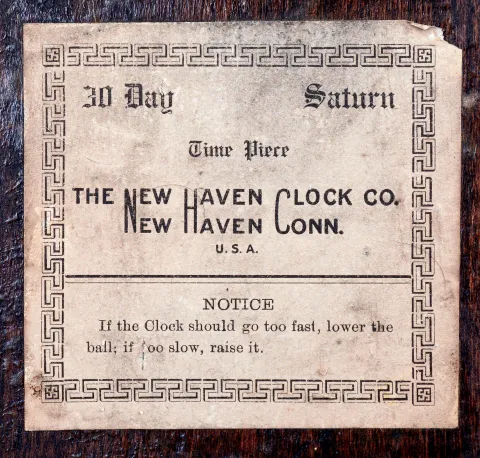 30 Day Saturn
Time Piece
THE NEW HAVEN CLOCK CO.
NEW HAVEN CONN.
U. S. A.
NOTICE
If the Clock should go too fast, lower the
ball; if too slow, raise it.